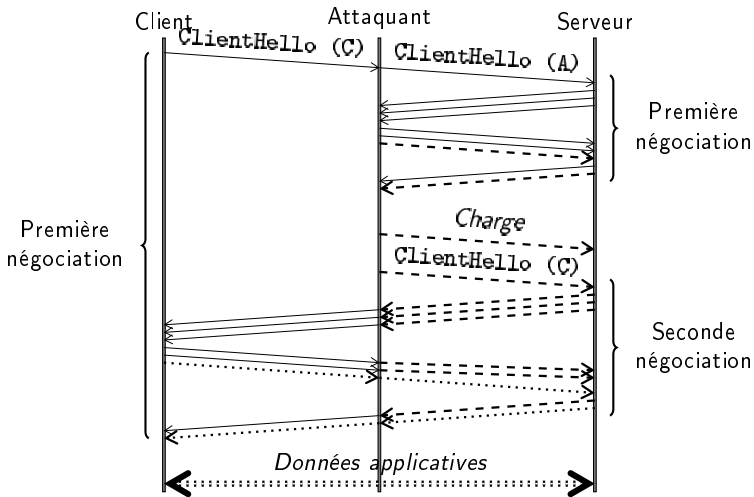 Client
Attaquant
Serveur
ClientHello (C)
ClientHello (A)
Première
négociation
Charge
Première
négociation
ClientHello (C)
Seconde
négociation
Données applicatives